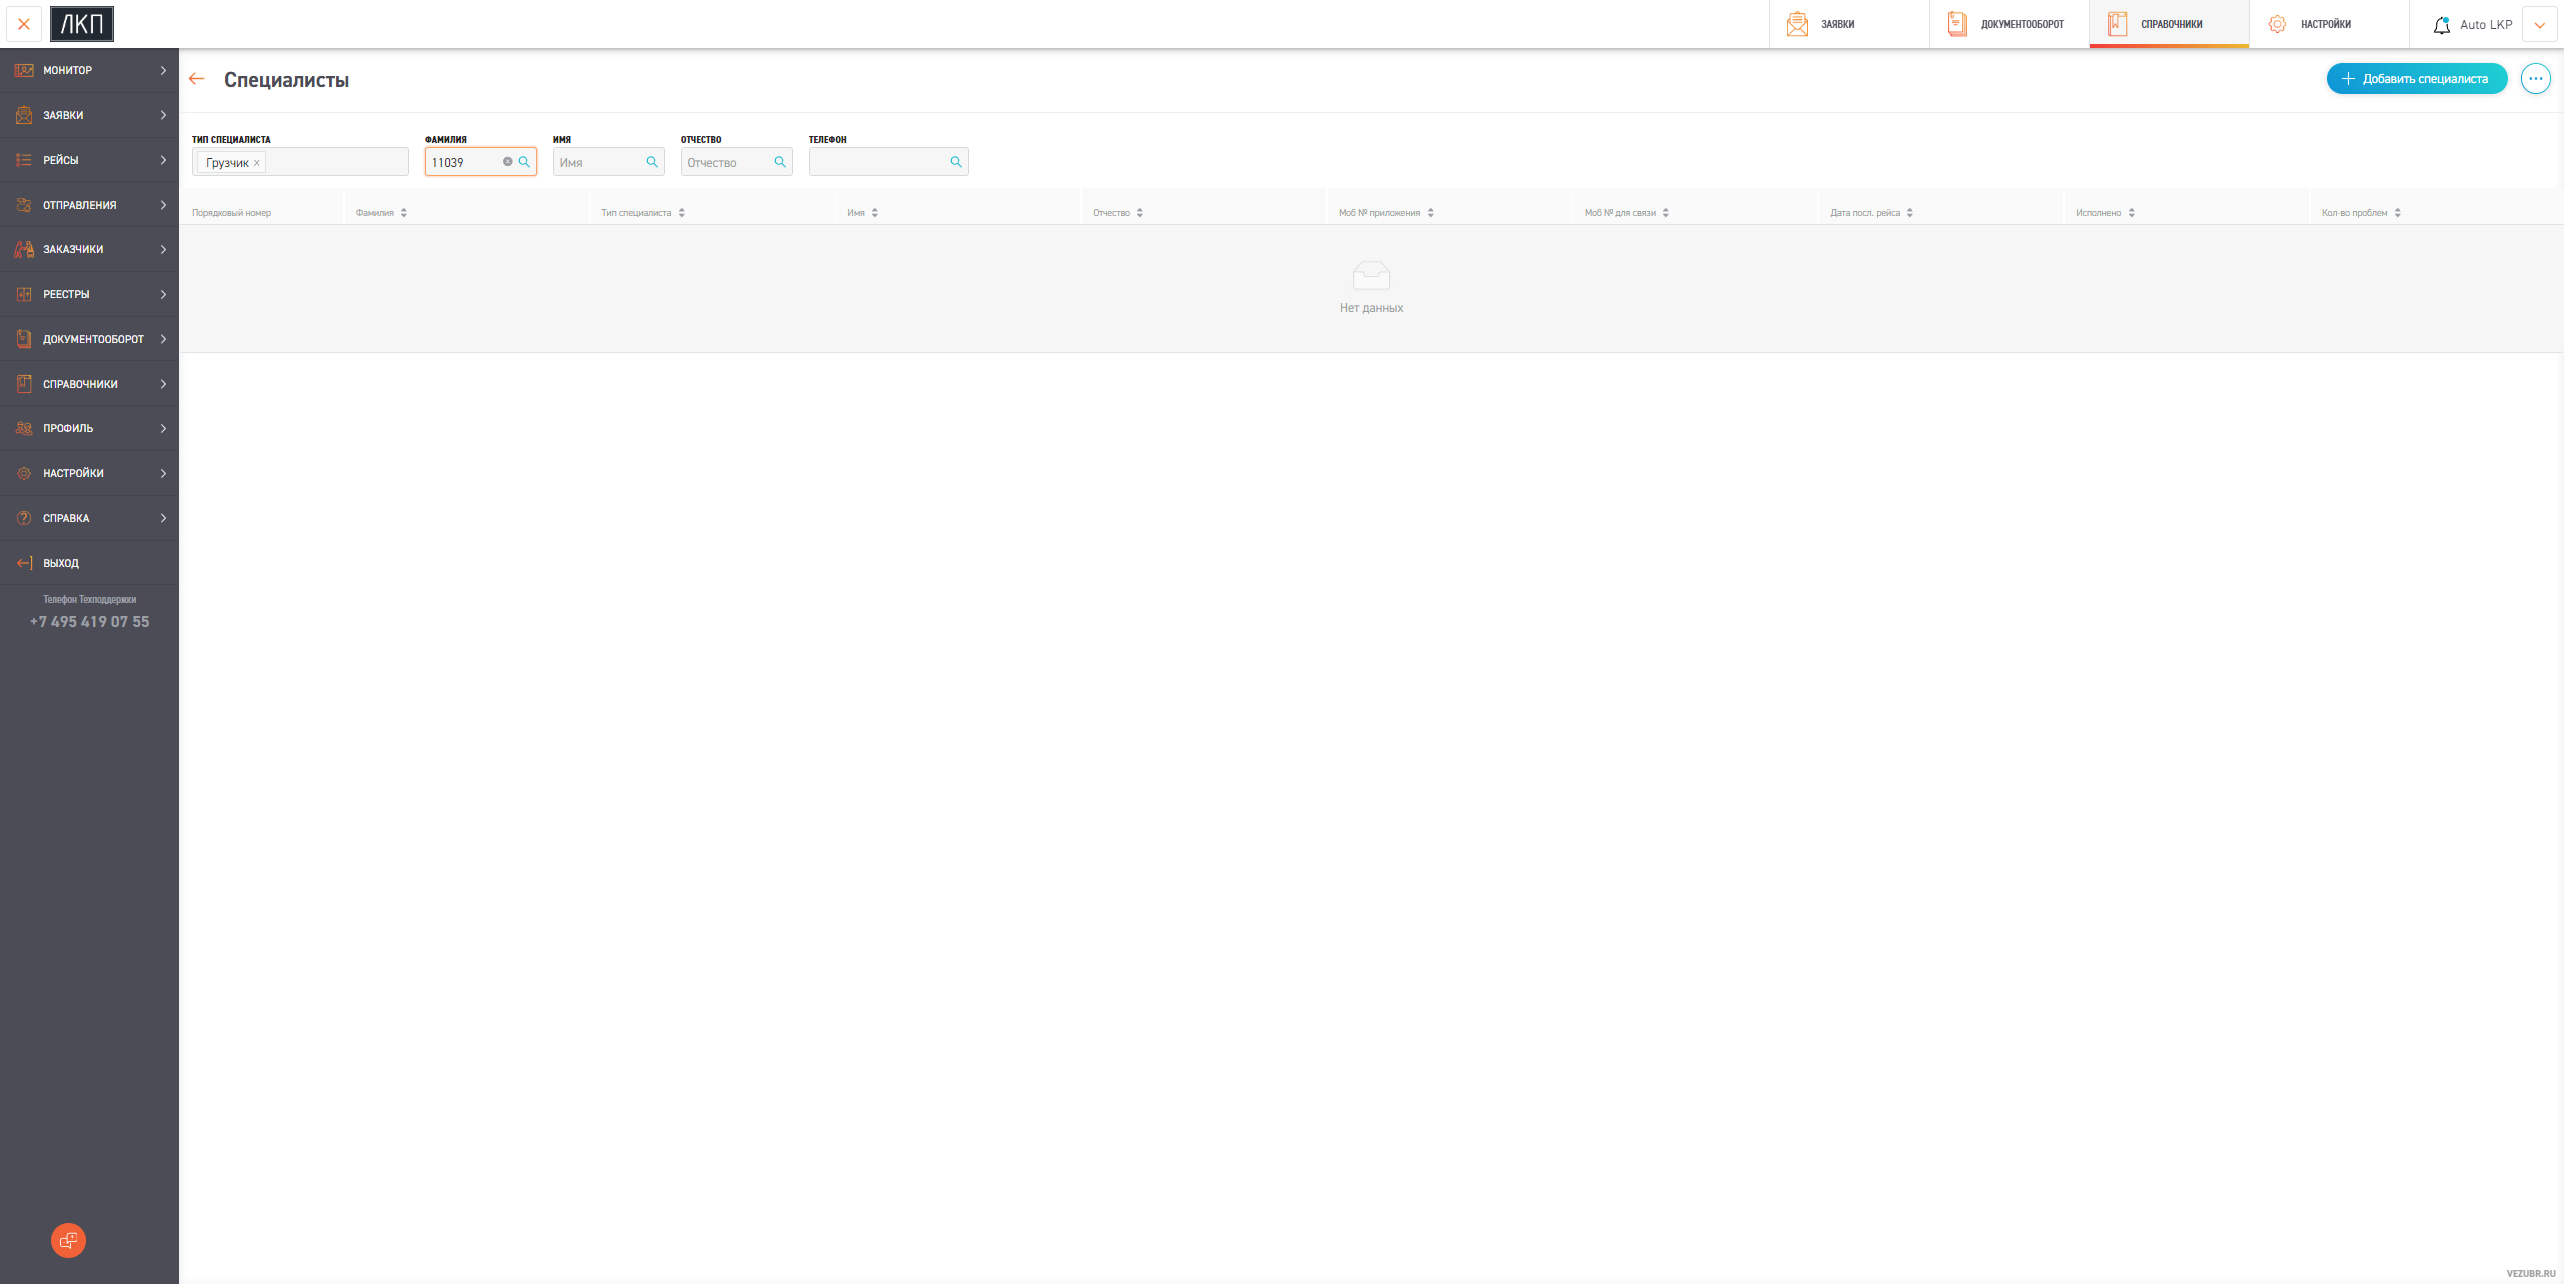 ЛКП
ЗАЯВКИ
ДОКУМЕНТООБОРОТ
СПРАВОЧНИКИ
НАСТРОЙКИ
Auto LKP
МОНИТОР
ЗАЯВКИ
РЕЙСЫ
ОТПРАВЛЕНИЯ
ЗАКАЗЧИКИ
РЕЕСТРЫ
ДОКУМЕНТООБОРОТ
СПРАВОЧНИКИ
ПРОФИЛЬ
НАСТРОЙКИ
СПРАВКА
ВЫХОД
Телефон Техподдержки
+7 495 419 07 55
Специалисты
Добавить специалиста
ТИП СПЕЦИАЛИСТА
ФАМИЛИЯ
ИМЯ
ОТЧЕСТВО
ТЕЛЕФОН
Грузчик
11039
Имя
Отчество
Порядковый номер
Фамилия
Тип специалиста
Имя
Отчество
Моб № приложения
Моб № для связи
Дата посл. рейса
Исполнено
Кол-во проблем
Нет данных
VEZUBR.RU